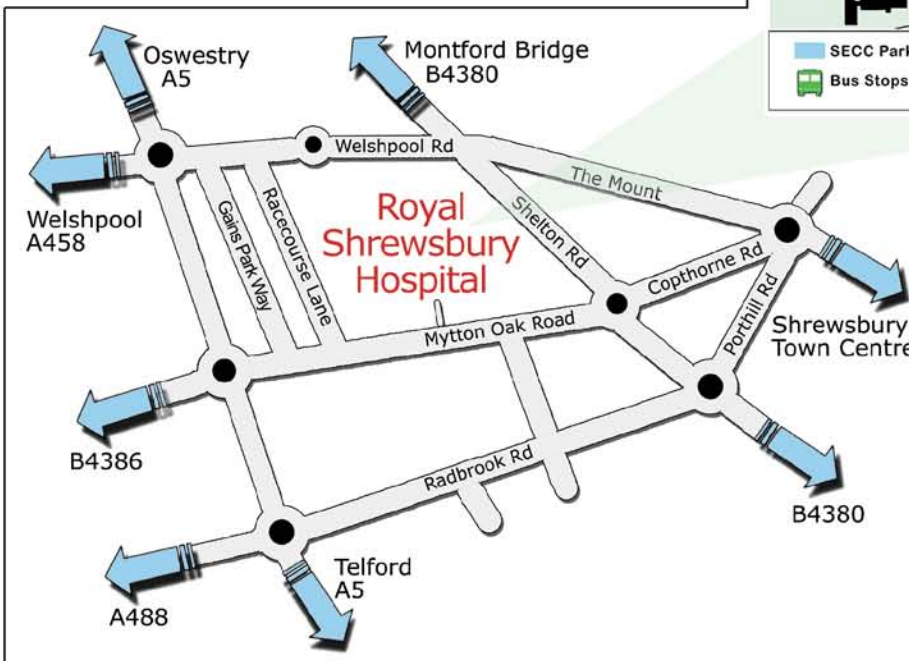 Oswestry
A5
Montford Bridge
B4380
SECC Park
Bus Stops
Welshpool Rd
The Mount
Welshpool
A458
Gains Park Way
Racecourse Lane
Royal
Shrewsbury
Hospital
Shelton Rd
Copthorne Rd
Porthill Rd
Mytton Oak Road
Shrewsbury
Town Centre
B4386
Radbrook Rd
B4380
Telford
A5
A488